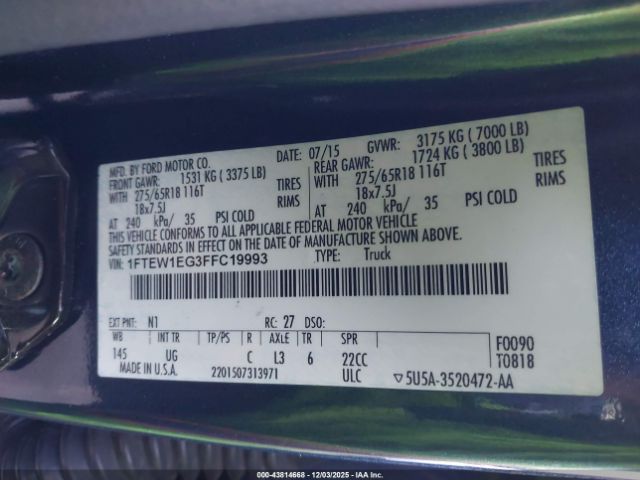 MFD. BY FORD MOTOR CO.
DATE: 07/15 GVWR: 3175 KG ( 7000 LB)
FRONT GAWR: 1531 KG ( 3375 LB) REAR GAWR: 1724 KG ( 3800 LB)
WITH 275/65R18 116T TIRES WITH 275/65R18 116T TIRES
18x7.5J RIMS 18x7.5J RIMS
AT 240 kPa/ 35 PSI COLD AT 240 kPa/ 35 PSI COLD
THIS VEHICLE CONFORMS TO ALL APPLICABLE FEDERAL MOTOR VEHICLE
SAFETY STANDARDS IN EFFECT ON THE DATE OF MANUFACTURE SHOWN ABOVE.
VIN: 1FTEW1EG3FFC19993 TYPE: Truck
EXT PNT: N1 RC: 27 DSO:
WB INT TR TP/PS R AXLE TR SPR F0090
145 UG C L3 6 22CC T0818
MADE IN U.S.A. 2201507313971 ULC ▽5U5A-3520472-AA
000-43814668 - 12/03/2025 - IAA Inc.